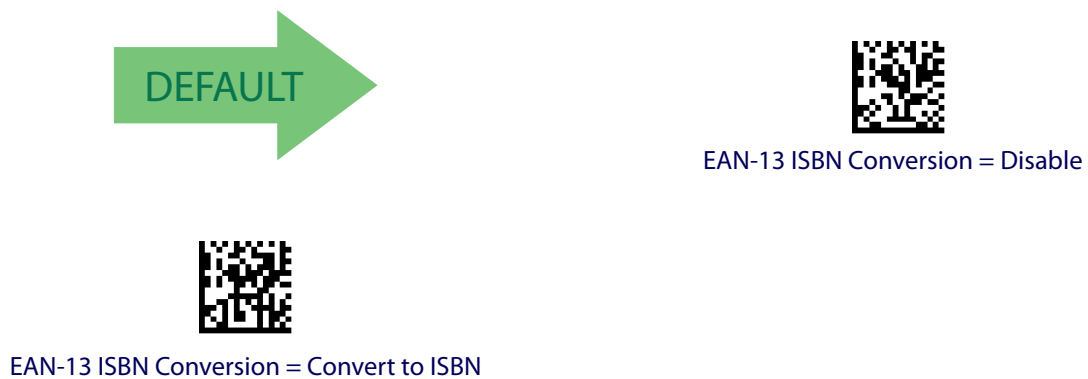 DEFAULT
EAN-13 ISBN Conversion = Disable
EAN-13 ISBN Conversion = Convert to ISBN